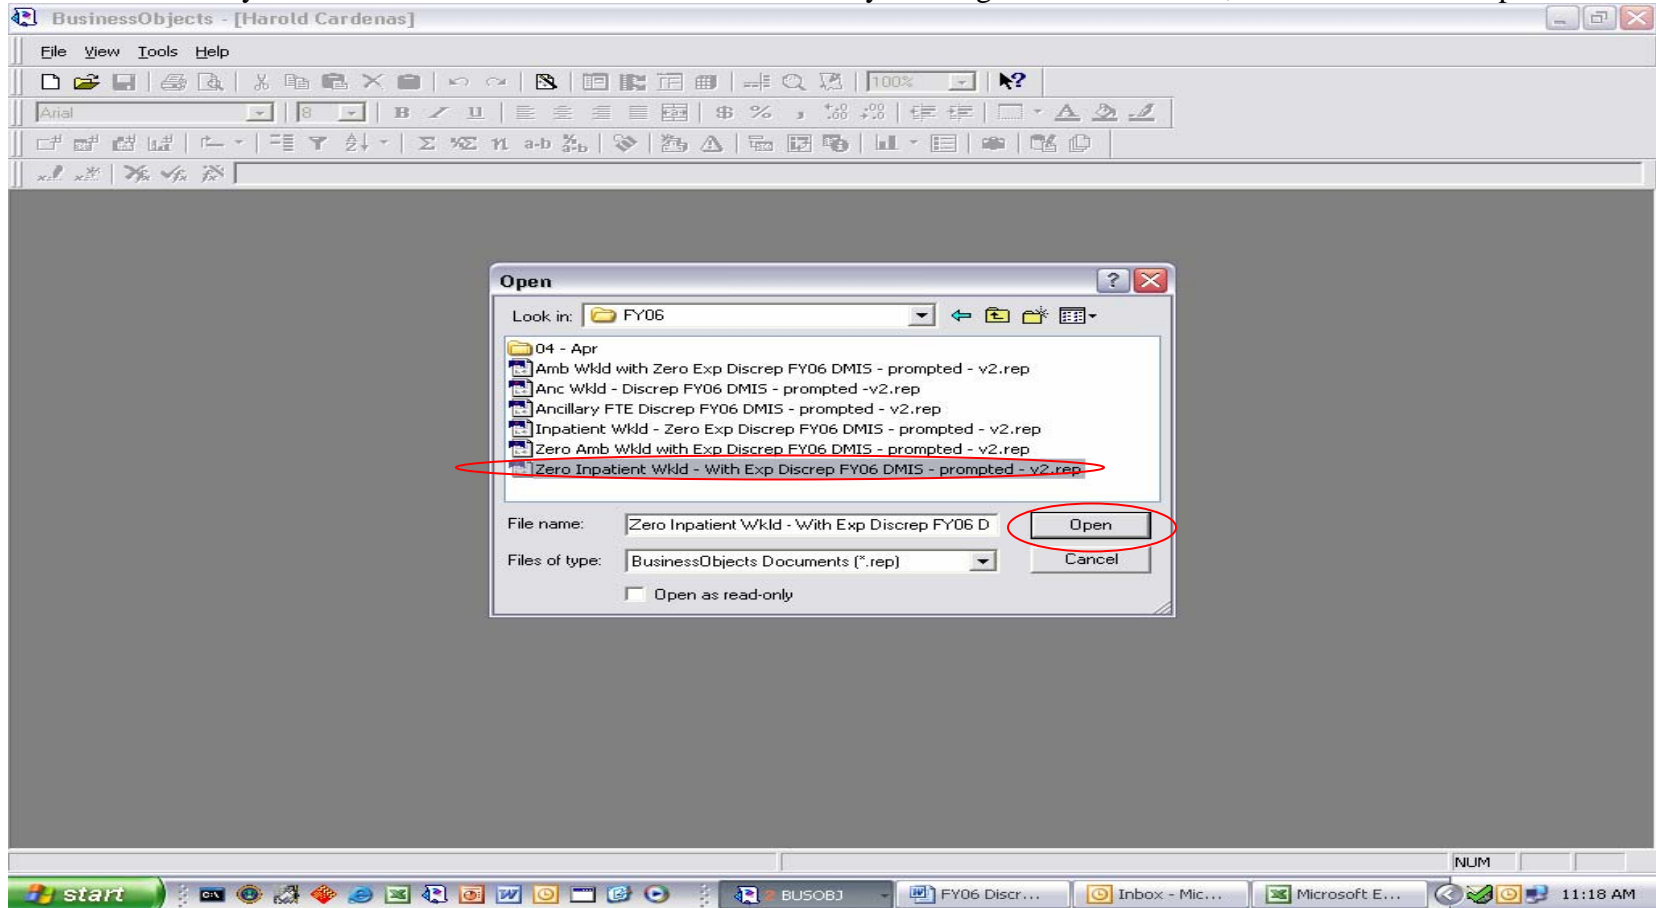 BusinessObjects - [Harold Cardenas]
File View Tools Help
100%
Arial 8 B U $ % , a-b
Open
Look in: FY06
04 - Apr
Amb Wkld with Zero Exp Discrep FY06 DMIS - prompted - v2.rep
Anc Wkld - Discrep FY06 DMIS - prompted -v2.rep
Ancillary FTE Discrep FY06 DMIS - prompted - v2.rep
Inpatient Wkld - Zero Exp Discrep FY06 DMIS - prompted - v2.rep
Zero Amb Wkld with Exp Discrep FY06 DMIS - prompted - v2.rep
Zero Inpatient Wkld - With Exp Discrep FY06 DMIS - prompted - v2.rep
File name: Zero Inpatient Wkld - With Exp Discrep FY06 D Open
Files of type: BusinessObjects Documents (*.rep) Cancel
Open as read-only
NUM
start 2 BUSOBJ FY06 Discr... Inbox - Mic... Microsoft E... 11:18 AM